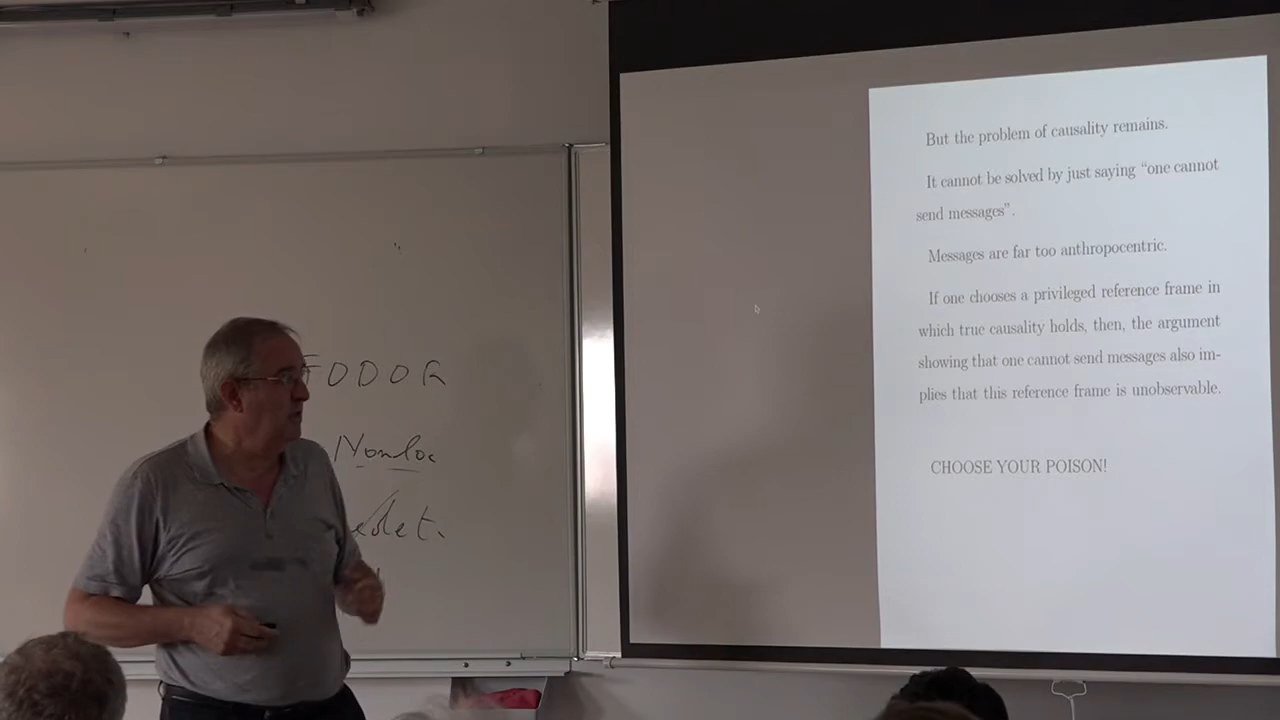 FODOR
Nonloc
But the problem of causality remains.
It cannot be solved by just saying “one cannot
send messages”.
Messages are far too anthropocentric.
If one chooses a privileged reference frame in
which true causality holds, then, the argument
showing that one cannot send messages also im-
plies that this reference frame is unobservable.
CHOOSE YOUR POISON!